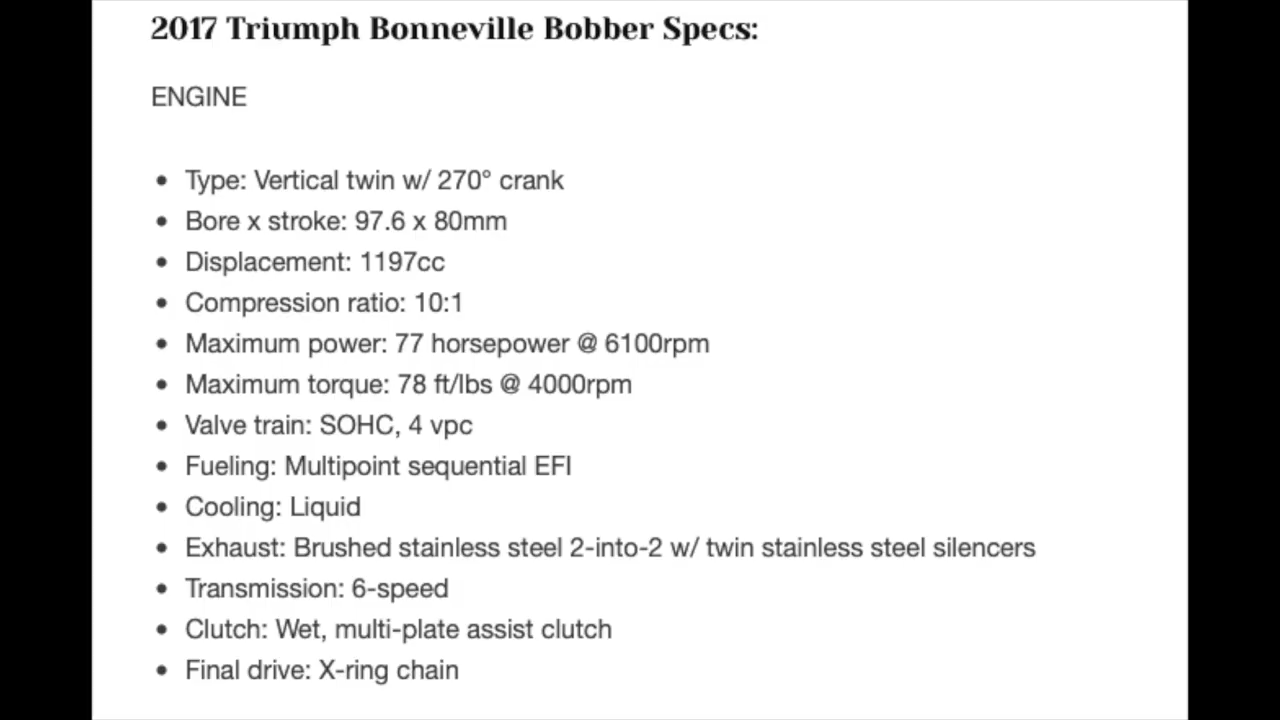 2017 Triumph Bonneville Bobber Specs:
ENGINE
• Type: Vertical twin w/ 270° crank
• Bore x stroke: 97.6 x 80mm
• Displacement: 1197cc
• Compression ratio: 10:1
• Maximum power: 77 horsepower @ 6100rpm
• Maximum torque: 78 ft/lbs @ 4000rpm
• Valve train: SOHC, 4 vpc
• Fueling: Multipoint sequential EFI
• Cooling: Liquid
• Exhaust: Brushed stainless steel 2-into-2 w/ twin stainless steel silencers
• Transmission: 6-speed
• Clutch: Wet, multi-plate assist clutch
• Final drive: X-ring chain